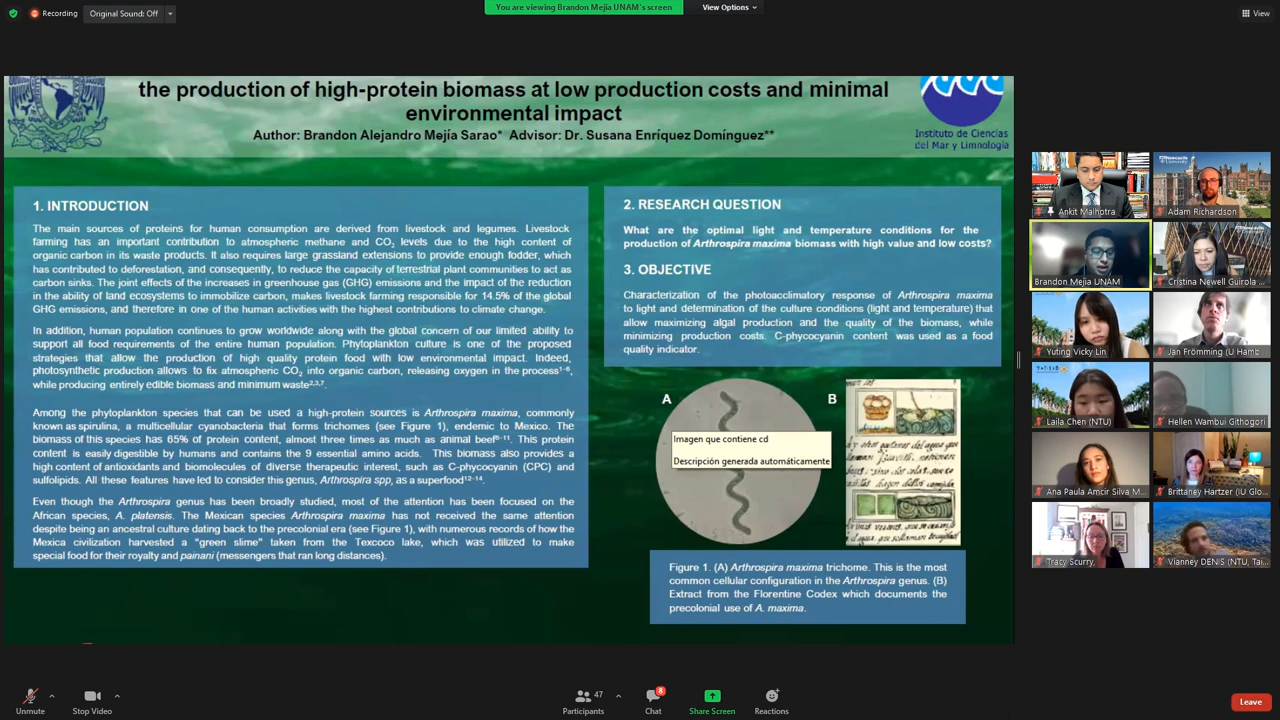 Recording
Original Sound: Off
You are viewing Brandon Mejía UNAM's screen
View Options
View
the production of high-protein biomass at low production costs and minimal
environmental impact
Author: Brandon Alejandro Mejía Sarao* Advisor: Dr. Susana Enríquez Domínguez**
Instituto de Ciencias
del Mar y Limnología
1. INTRODUCTION
The main sources of proteins for human consumption are derived from livestock and legumes. Livestock
farming has an important contribution to atmospheric methane and CO₂ levels due to the high content of
organic carbon in its waste products. It also requires large grassland extensions to provide enough fodder, which
has contributed to deforestation, and consequently, to reduce the capacity of terrestrial plant communities to act as
carbon sinks. The joint effects of the increases in greenhouse gas (GHG) emissions and the impact of the reduction
in the ability of land ecosystems to immobilize carbon, makes livestock farming responsible for 14.5% of the global
GHG emissions, and therefore in one of the human activities with the highest contributions to climate change.
In addition, human population continues to grow worldwide along with the global concern of our limited ability to
support all food requirements of the entire human population. Phytoplankton culture is one of the proposed
strategies that allow the production of high quality protein food with low environmental impact. Indeed,
photosynthetic production allows to fix atmospheric CO₂ into organic carbon, releasing oxygen in the process¹⁻⁶,
while producing entirely edible biomass and minimum waste²,³,⁷.
Among the phytoplankton species that can be used a high-protein sources is Arthrospira maxima, commonly
known as spirulina, a multicellular cyanobacteria that forms trichomes (see Figure 1), endemic to Mexico. The
biomass of this species has 65% of protein content, almost three times as much as animal beef⁸⁻¹¹. This protein
content is easily digestible by humans and contains the 9 essential amino acids. This biomass also provides a
high content of antioxidants and biomolecules of diverse therapeutic interest, such as C-phycocyanin (CPC) and
sulfolipids. All these features have led to consider this genus, Arthrospira spp, as a superfood¹²⁻¹⁴.
Even though the Arthrospira genus has been broadly studied, most of the attention has been focused on the
African species, A. platensis. The Mexican species Arthrospira maxima has not received the same attention
despite being an ancestral culture dating back to the precolonial era (see Figure 1), with numerous records of how the
Mexica civilization harvested a "green slime" taken from the Texcoco lake, which was utilized to make
special food for their royalty and painani (messengers that ran long distances).
2. RESEARCH QUESTION
What are the optimal light and temperature conditions for the
production of Arthrospira maxima biomass with high value and low costs?
3. OBJECTIVE
Characterization of the photoacclimatory response of Arthrospira maxima
to light and determination of the culture conditions (light and temperature) that
allow maximizing algal production and the quality of the biomass, while
minimizing production costs. C-phycocyanin content was used as a food
quality indicator.
A
B
Imagen que contiene cd
Descripción generada automáticamente
Figure 1. (A) Arthrospira maxima trichome. This is the most
common cellular configuration in the Arthrospira genus. (B)
Extract from the Florentine Codex which documents the
precolonial use of A. maxima.
Ankit Malhotra
Newcastle University
Adam Richardson
Brandon Mejía UNAM
Cristina Newell Guirola ...
Yuting Vicky Lin
Jan Frömming (U Hamb
Laila Chen (NTU)
Hellen Wambui Githogori
Ana Paula Amcir Silva M...
Brittaney Hartzer (IU Glo...
Tracy Scurry,
Vianney DENIS (NTU, Tai...
Unmute
Stop Video
47
Participants
8
Chat
Share Screen
Reactions
Leave